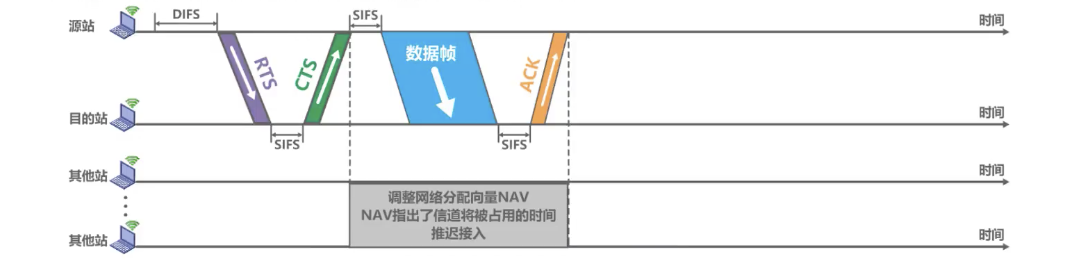 源站
DIFS
SIFS
时间
RTS
CTS
数据帧
ACK
目的站
SIFS
SIFS
时间
其他站
时间
调整网络分配向量NAV
NAV指出了信道将被占用的时间
推迟接入
其他站
时间